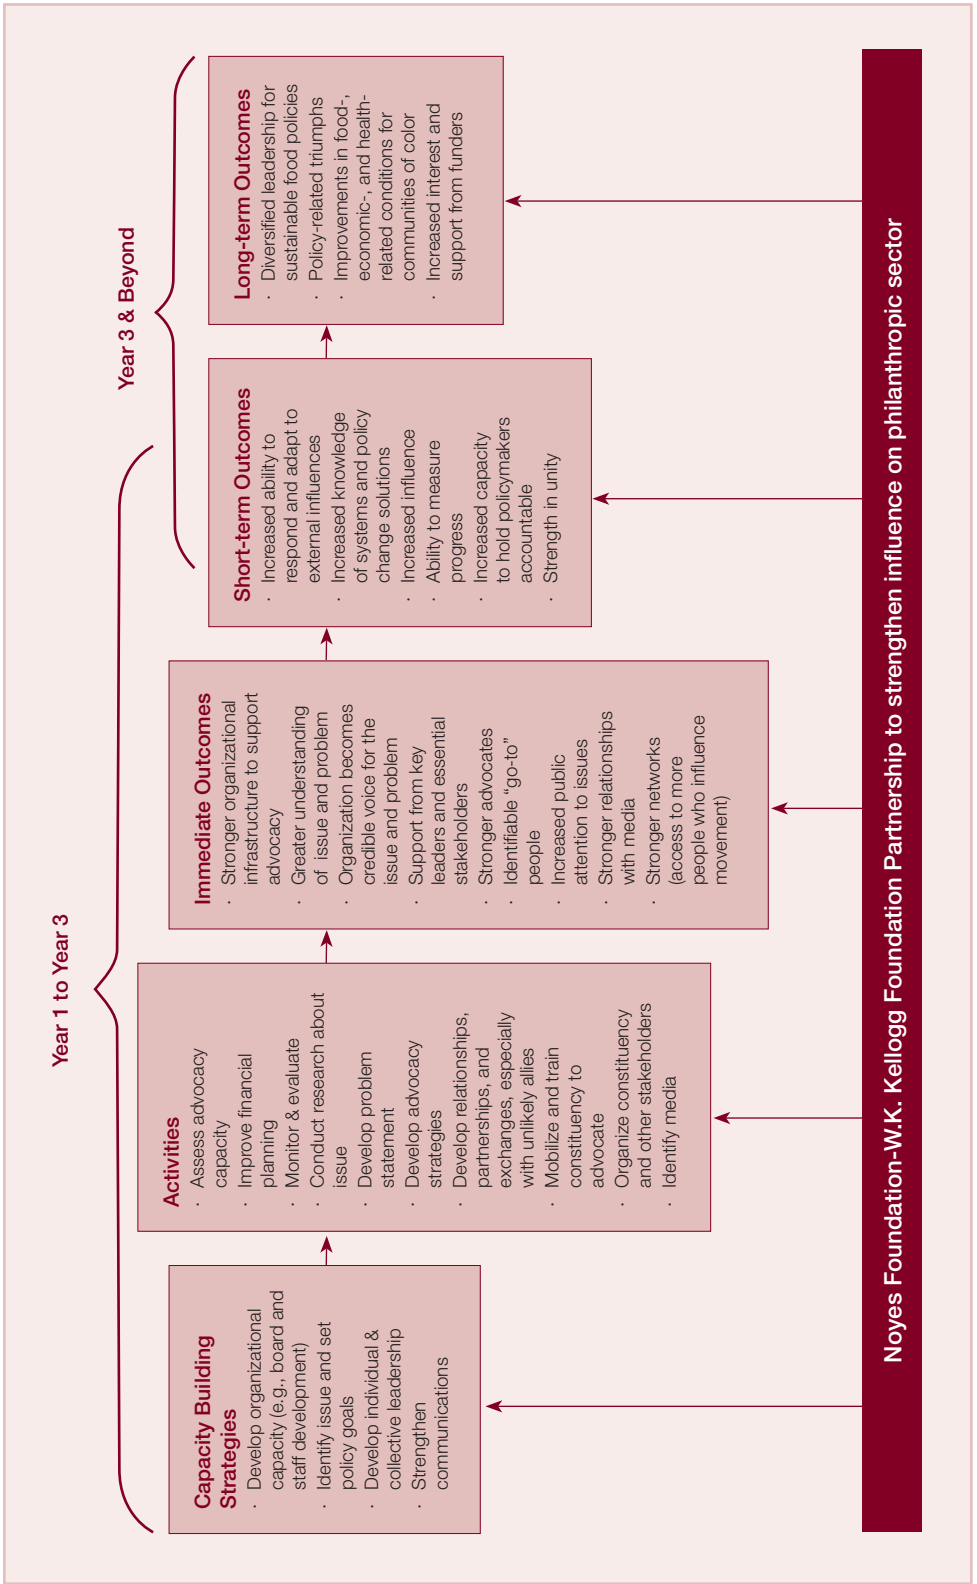 Year 1 to Year 3
Year 3 & Beyond
Capacity Building
Strategies
· Develop organizational
capacity (e.g., board and
staff development)
· Identify issue and set
policy goals
· Develop individual &
collective leadership
· Strengthen
communications
Activities
· Assess advocacy
capacity
· Improve financial
planning
· Monitor & evaluate
· Conduct research about
issue
· Develop problem
statement
· Develop advocacy
strategies
· Develop relationships,
partnerships, and
exchanges, especially
with unlikely allies
· Mobilize and train
constituency to
advocate
· Organize constituency
and other stakeholders
· Identify media
Immediate Outcomes
· Stronger organizational
infrastructure to support
advocacy
· Greater understanding
of issue and problem
· Organization becomes
credible voice for the
issue and problem
· Support from key
leaders and essential
stakeholders
· Stronger advocates
· Identifiable “go-to”
people
· Increased public
attention to issues
· Stronger relationships
with media
· Stronger networks
(access to more
people who influence
movement)
Short-term Outcomes
· Increased ability to
respond and adapt to
external influences
· Increased knowledge
of systems and policy
change solutions
· Increased influence
· Ability to measure
progress
· Increased capacity
to hold policymakers
accountable
· Strength in unity
Long-term Outcomes
· Diversified leadership for
sustainable food policies
· Policy-related triumphs
· Improvements in food-,
economic-, and health-
related conditions for
communities of color
· Increased interest and
support from funders
Noyes Foundation-W.K. Kellogg Foundation Partnership to strengthen influence on philanthropic sector